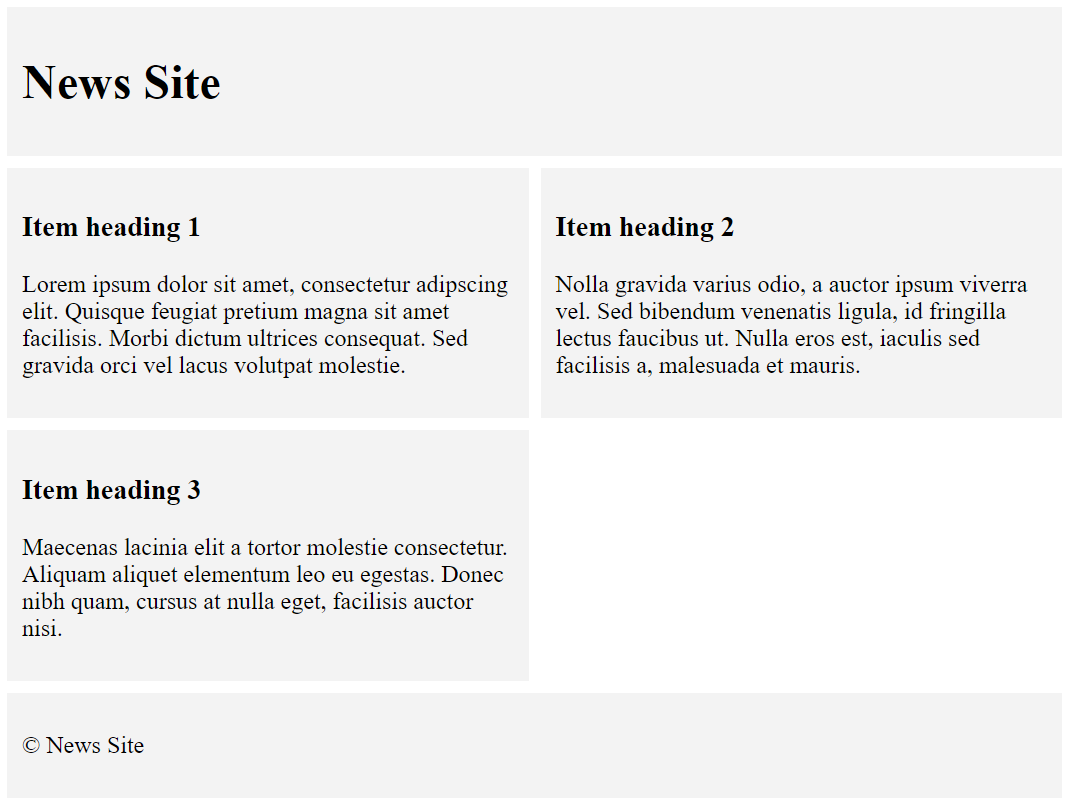 News Site
Item heading 1
Lorem ipsum dolor sit amet, consectetur adipscing
elit. Quisque feugiat pretium magna sit amet
facilisis. Morbi dictum ultrices consequat. Sed
gravida orci vel lacus volutpat molestie.
Item heading 2
Nolla gravida varius odio, a auctor ipsum viverra
vel. Sed bibendum venenatis ligula, id fringilla
lectus faucibus ut. Nulla eros est, iaculis sed
facilisis a, malesuada et mauris.
Item heading 3
Maecenas lacinia elit a tortor molestie consectetur.
Aliquam aliquet elementum leo eu egestas. Donec
nibh quam, cursus at nulla eget, facilisis auctor
nisi.
© News Site